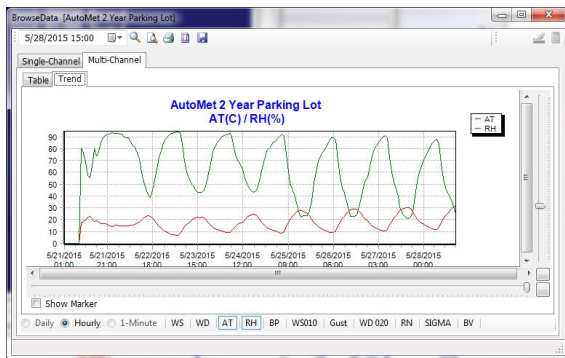 BrowseData [AutoMet 2 Year Parking Lot]
5/28/2015 15:00
Single-Channel Multi-Channel
Table Trend
AutoMet 2 Year Parking Lot
AT(C) / RH(%)
AT
RH
90
80
70
60
50
40
30
20
10
0
5/21/2015 5/21/2015 5/22/2015 5/23/2015 5/24/2015 5/25/2015 5/26/2015 5/27/2015 5/28/2015
01:00 21:00 18:00 15:00 12:00 09:00 06:00 03:00 00:00
Show Marker
Daily Hourly 1-Minute WS WD AT RH BP WS010 Gust WD 020 RN SIGMA BV